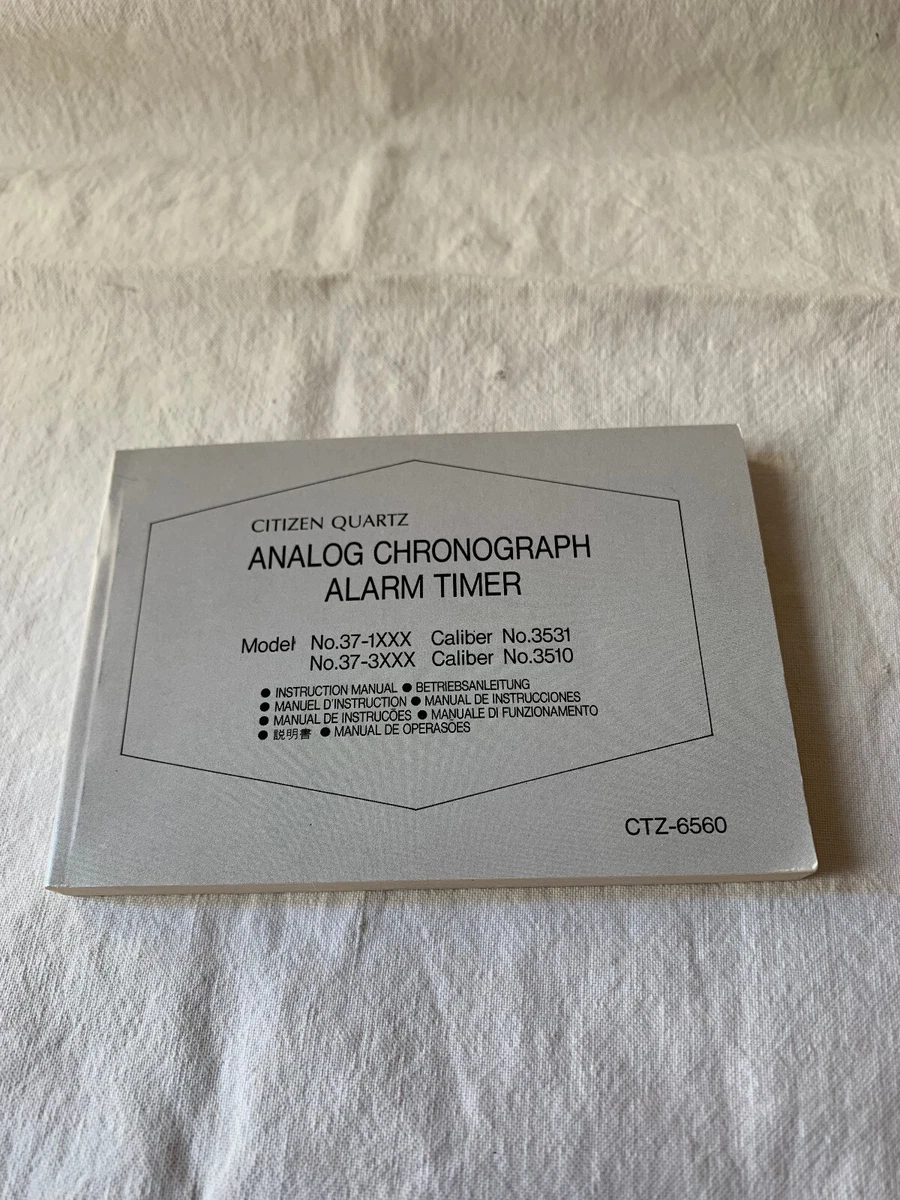 CITIZEN QUARTZ
ANALOG CHRONOGRAPH
ALARM TIMER
Model No.37-1XXX Caliber No.3531
No.37-3XXX Caliber No.3510
● INSTRUCTION MANUAL ● BETRIEBSANLEITUNG
● MANUEL D'INSTRUCTION ● MANUAL DE INSTRUCCIONES
● MANUAL DE INSTRUCÕES ● MANUALE DI FUNZIONAMENTO
● 説明書 ● MANUAL DE OPERASÕES
CTZ-6560